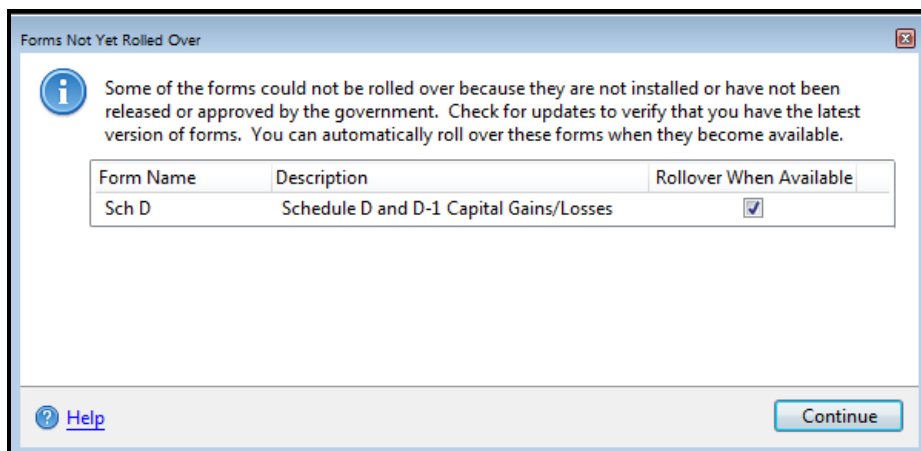 Forms Not Yet Rolled Over
Some of the forms could not be rolled over because they are not installed or have not been
released or approved by the government.  Check for updates to verify that you have the latest
version of forms.  You can automatically roll over these forms when they become available.
Form Name Description Rollover When Available
Sch D Schedule D and D-1 Capital Gains/Losses
Help Continue